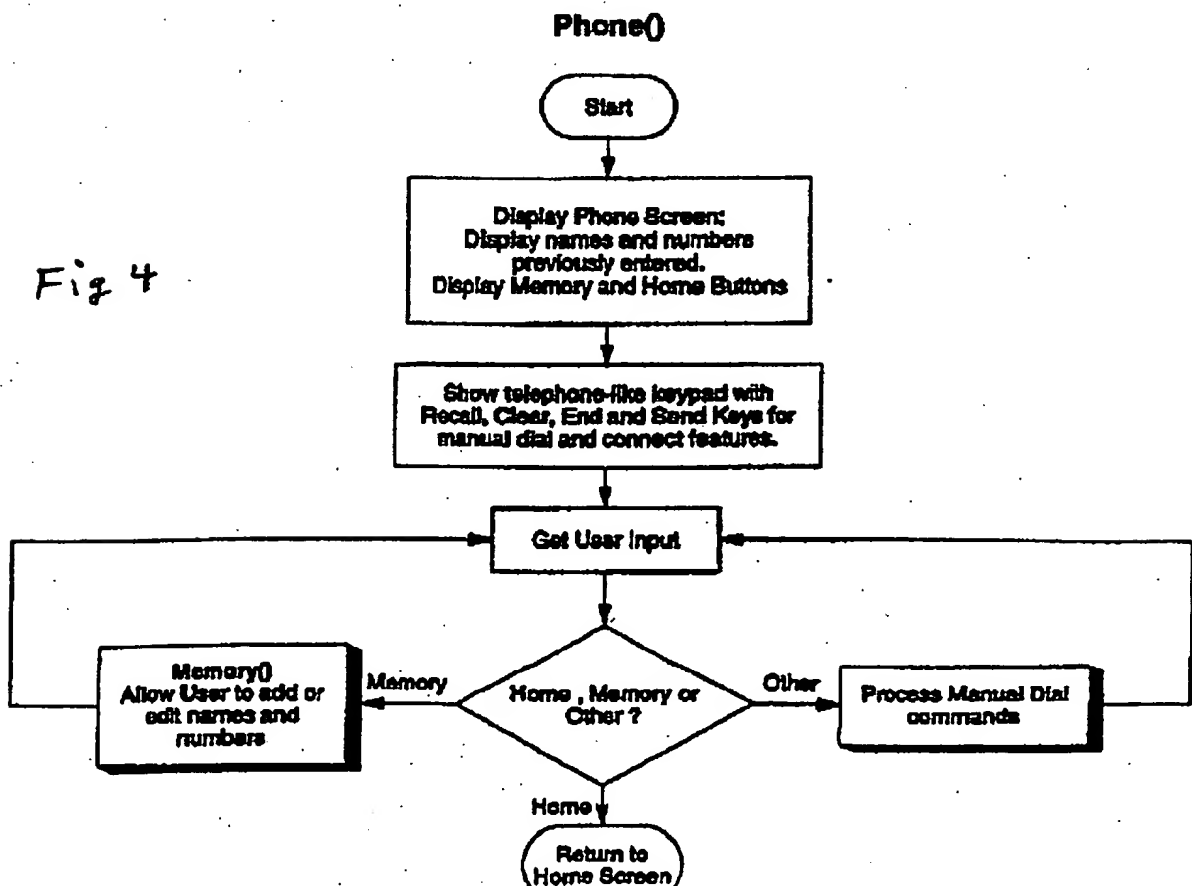 Phone()
Start
Display Phone Screen:
Display names and numbers
previously entered.
Display Memory and Home Buttons
Fig 4
Show telephone-like keypad with
Recall, Clear, End and Send Keys for
manual dial and connect features.
Get User Input
Memory()
Allow User to add or
edit names and
numbers
Memory
Home , Memory or
Other ?
Other
Process Manual Dial
commands
Home
Return to
Home Screen